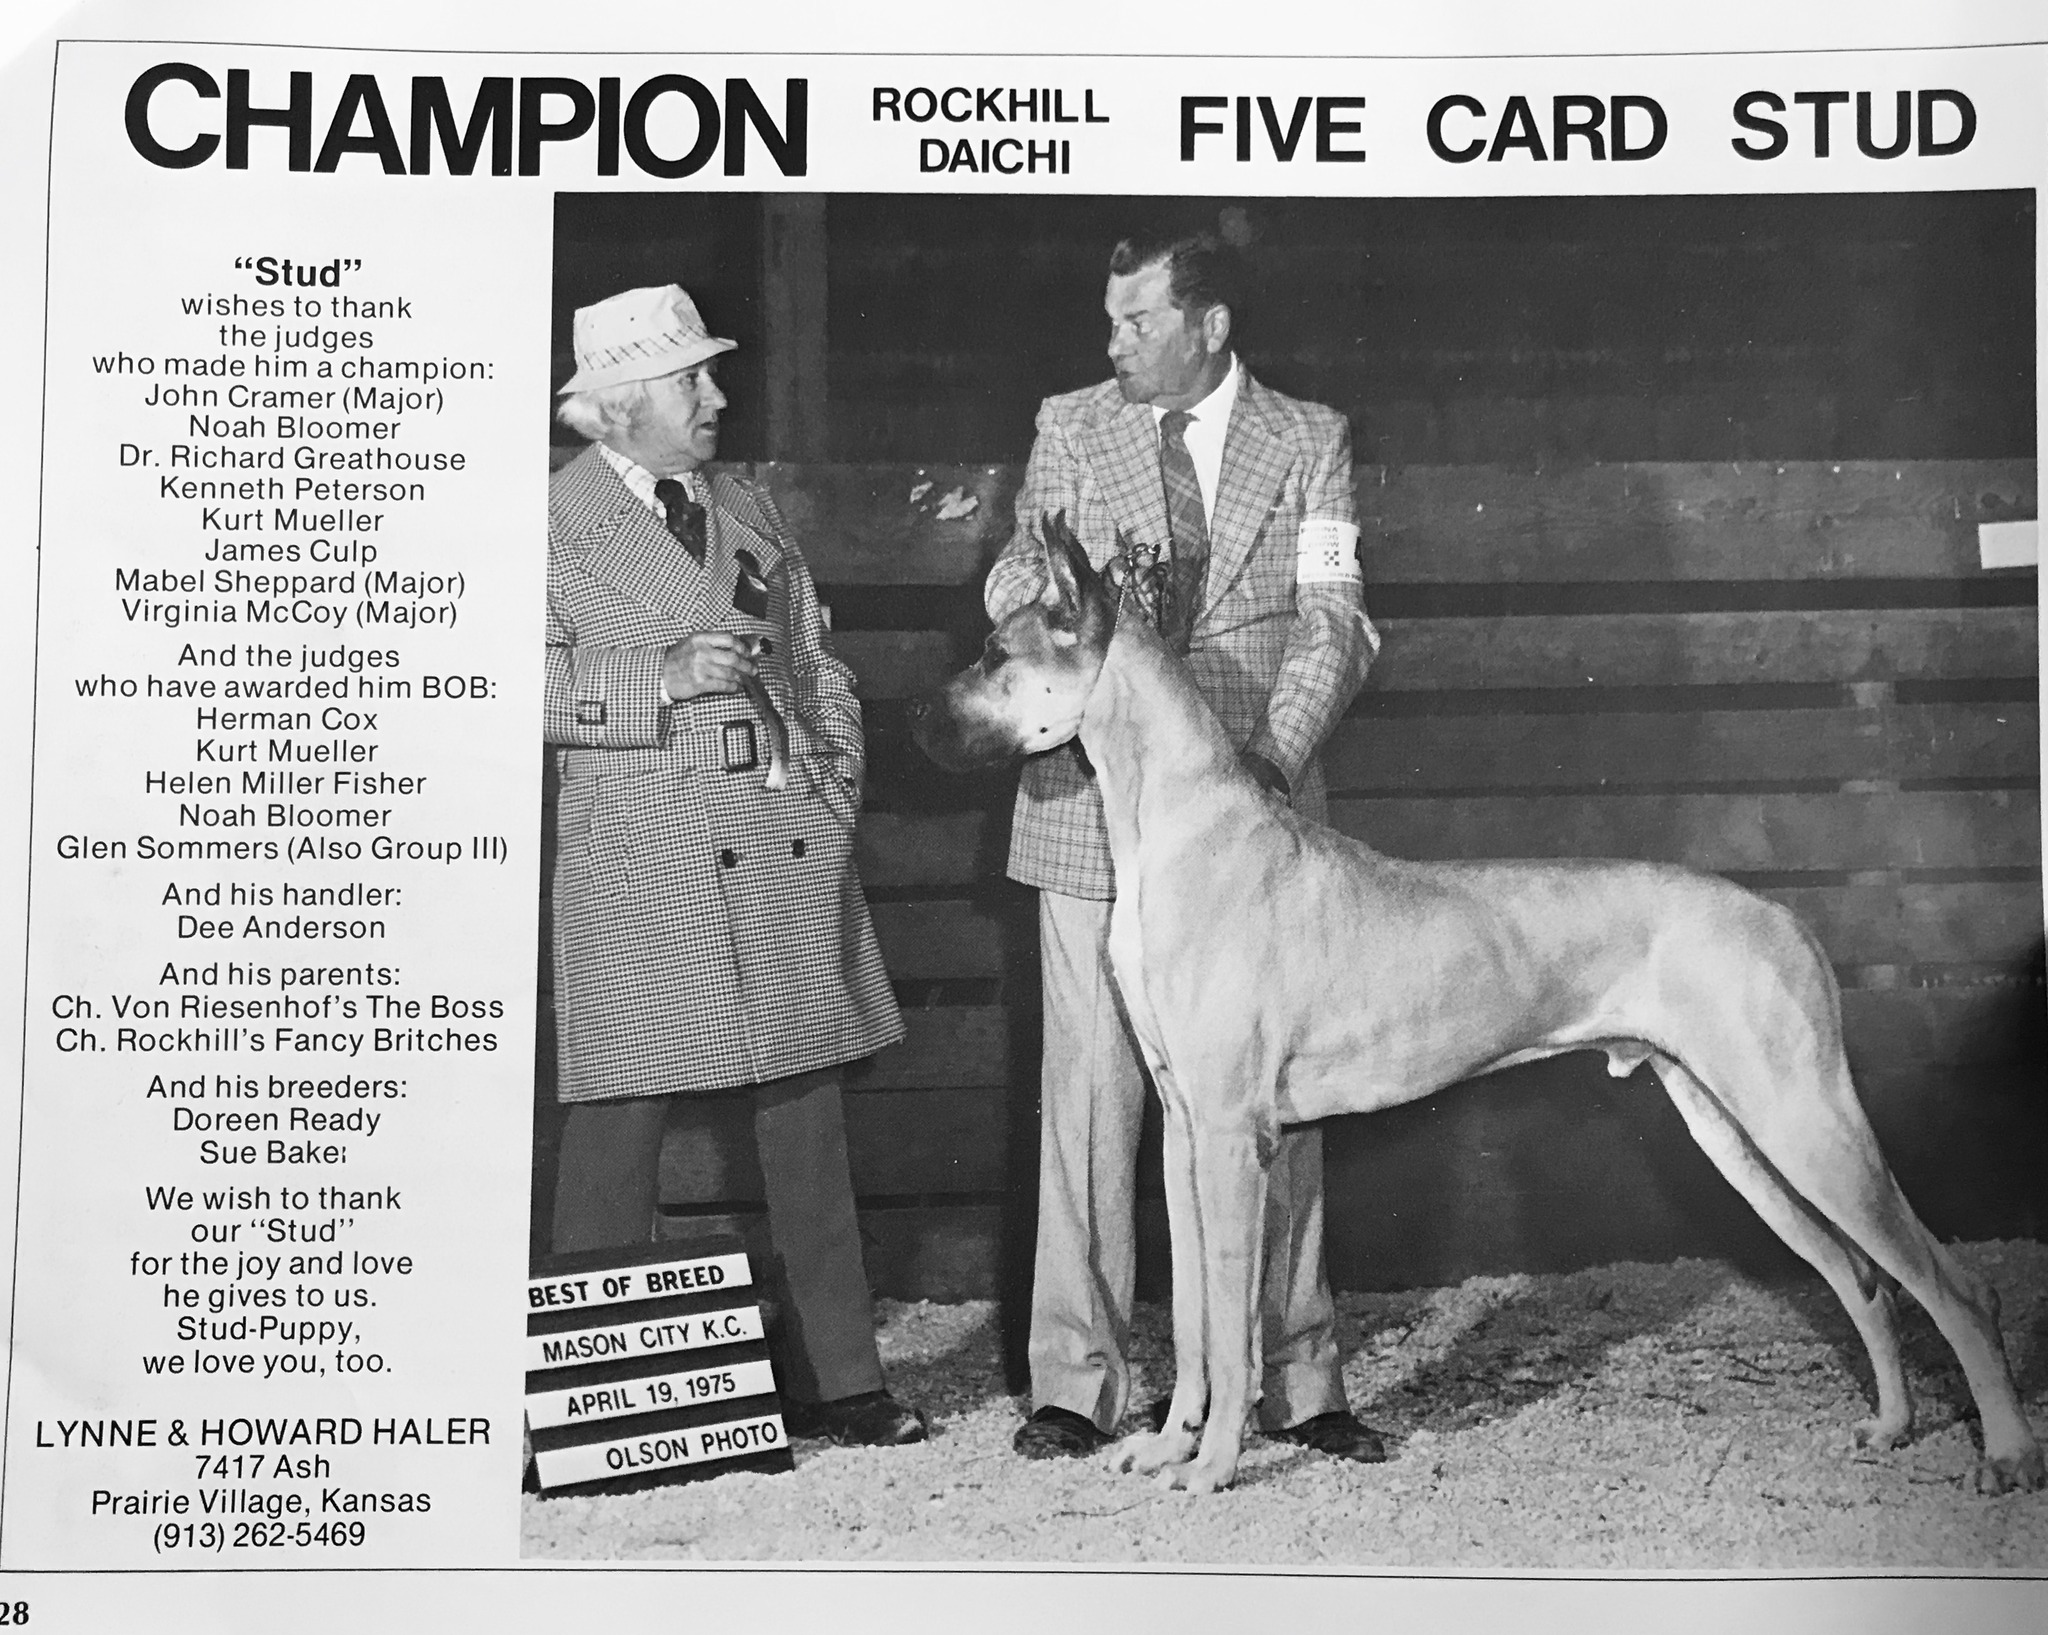 CHAMPION ROCKHILL DAICHI FIVE CARD STUD
“Stud”
wishes to thank
the judges
who made him a champion:
John Cramer (Major)
Noah Bloomer
Dr. Richard Greathouse
Kenneth Peterson
Kurt Mueller
James Culp
Mabel Sheppard (Major)
Virginia McCoy (Major)
And the judges
who have awarded him BOB:
Herman Cox
Kurt Mueller
Helen Miller Fisher
Noah Bloomer
Glen Sommers (Also Group III)
And his handler:
Dee Anderson
And his parents:
Ch. Von Riesenhof's The Boss
Ch. Rockhill's Fancy Britches
And his breeders:
Doreen Ready
Sue Baker
We wish to thank
our “Stud”
for the joy and love
he gives to us.
Stud-Puppy,
we love you, too.
LYNNE & HOWARD HALER
7417 Ash
Prairie Village, Kansas
(913) 262-5469
BEST OF BREED
MASON CITY K.C.
APRIL 19, 1975
OLSON PHOTO
28